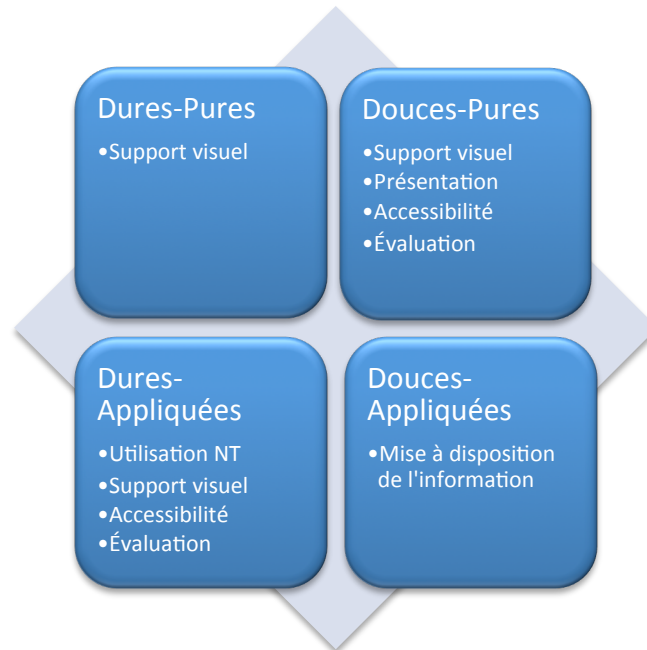 Dures-Pures
•Support visuel
Douces-Pures
•Support visuel
•Présentation
•Accessibilité
•Évaluation
Dures-
Appliquées
•Utilisation NT
•Support visuel
•Accessibilité
•Évaluation
Douces-
Appliquées
•Mise à disposition
de l'information